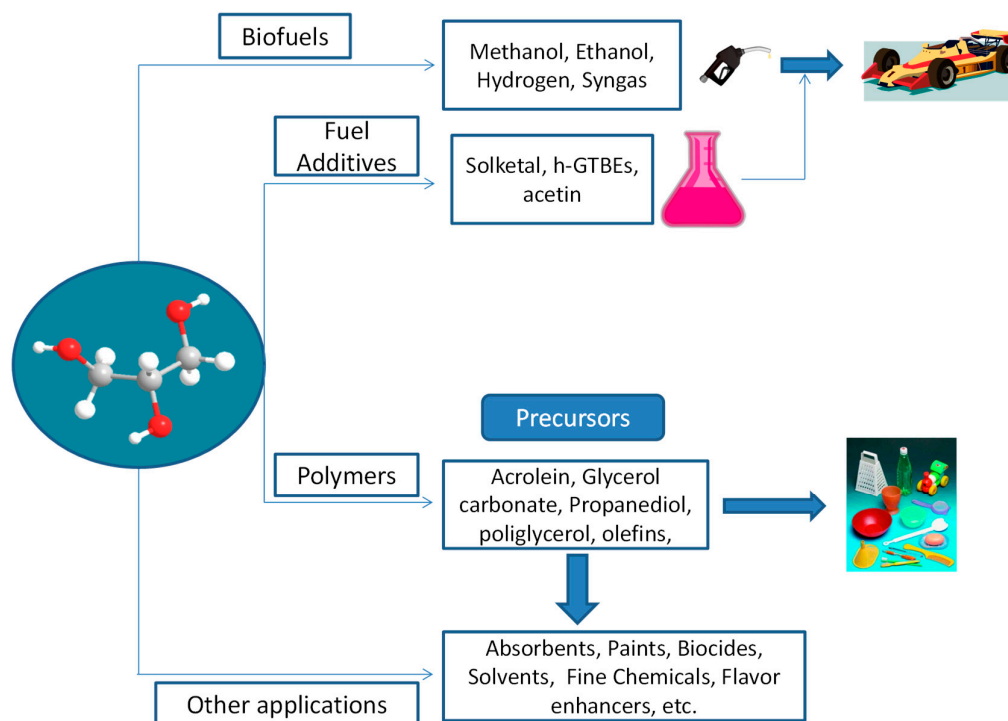 Biofuels
Methanol, Ethanol,
Hydrogen, Syngas
Fuel
Additives
Solketal, h-GTBEs,
acetin
Precursors
Polymers
Acrolein, Glycerol
carbonate, Propanediol,
poliglycerol, olefins,
Absorbents, Paints, Biocides,
Solvents, Fine Chemicals, Flavor
enhancers, etc.
Other applications